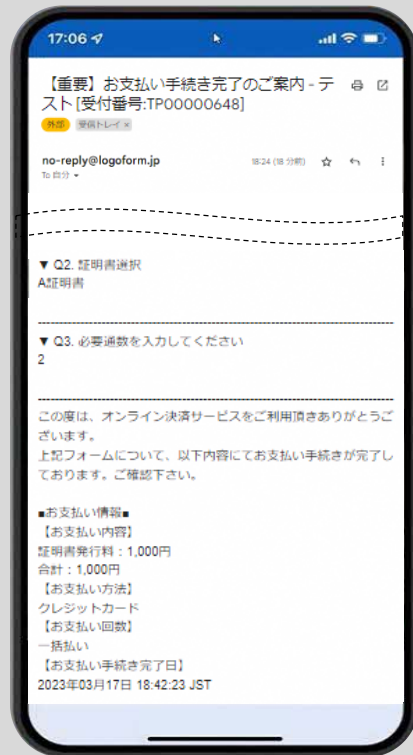 17:06
【重要】お支払い手続き完了のご案内 - テ
スト [受付番号:TP00000648]
外部 受信トレイ×
no-reply@logoform.jp 18:24 (18 分前)
To 自分
▼ Q2. 証明書選択
A証明書
▼ Q3. 必要通数を入力してください
2
この度は、オンライン決済サービスをご利用頂きありがとうご
ざいます。
上記フォームについて、以下内容にてお支払い手続きが完了し
ております。ご確認下さい。
■お支払い情報■
【お支払い内容】
証明書発行料：1,000円
合計：1,000円
【お支払い方法】
クレジットカード
【お支払い回数】
一括払い
【お支払い手続き完了日】
2023年03月17日 18:42:23 JST